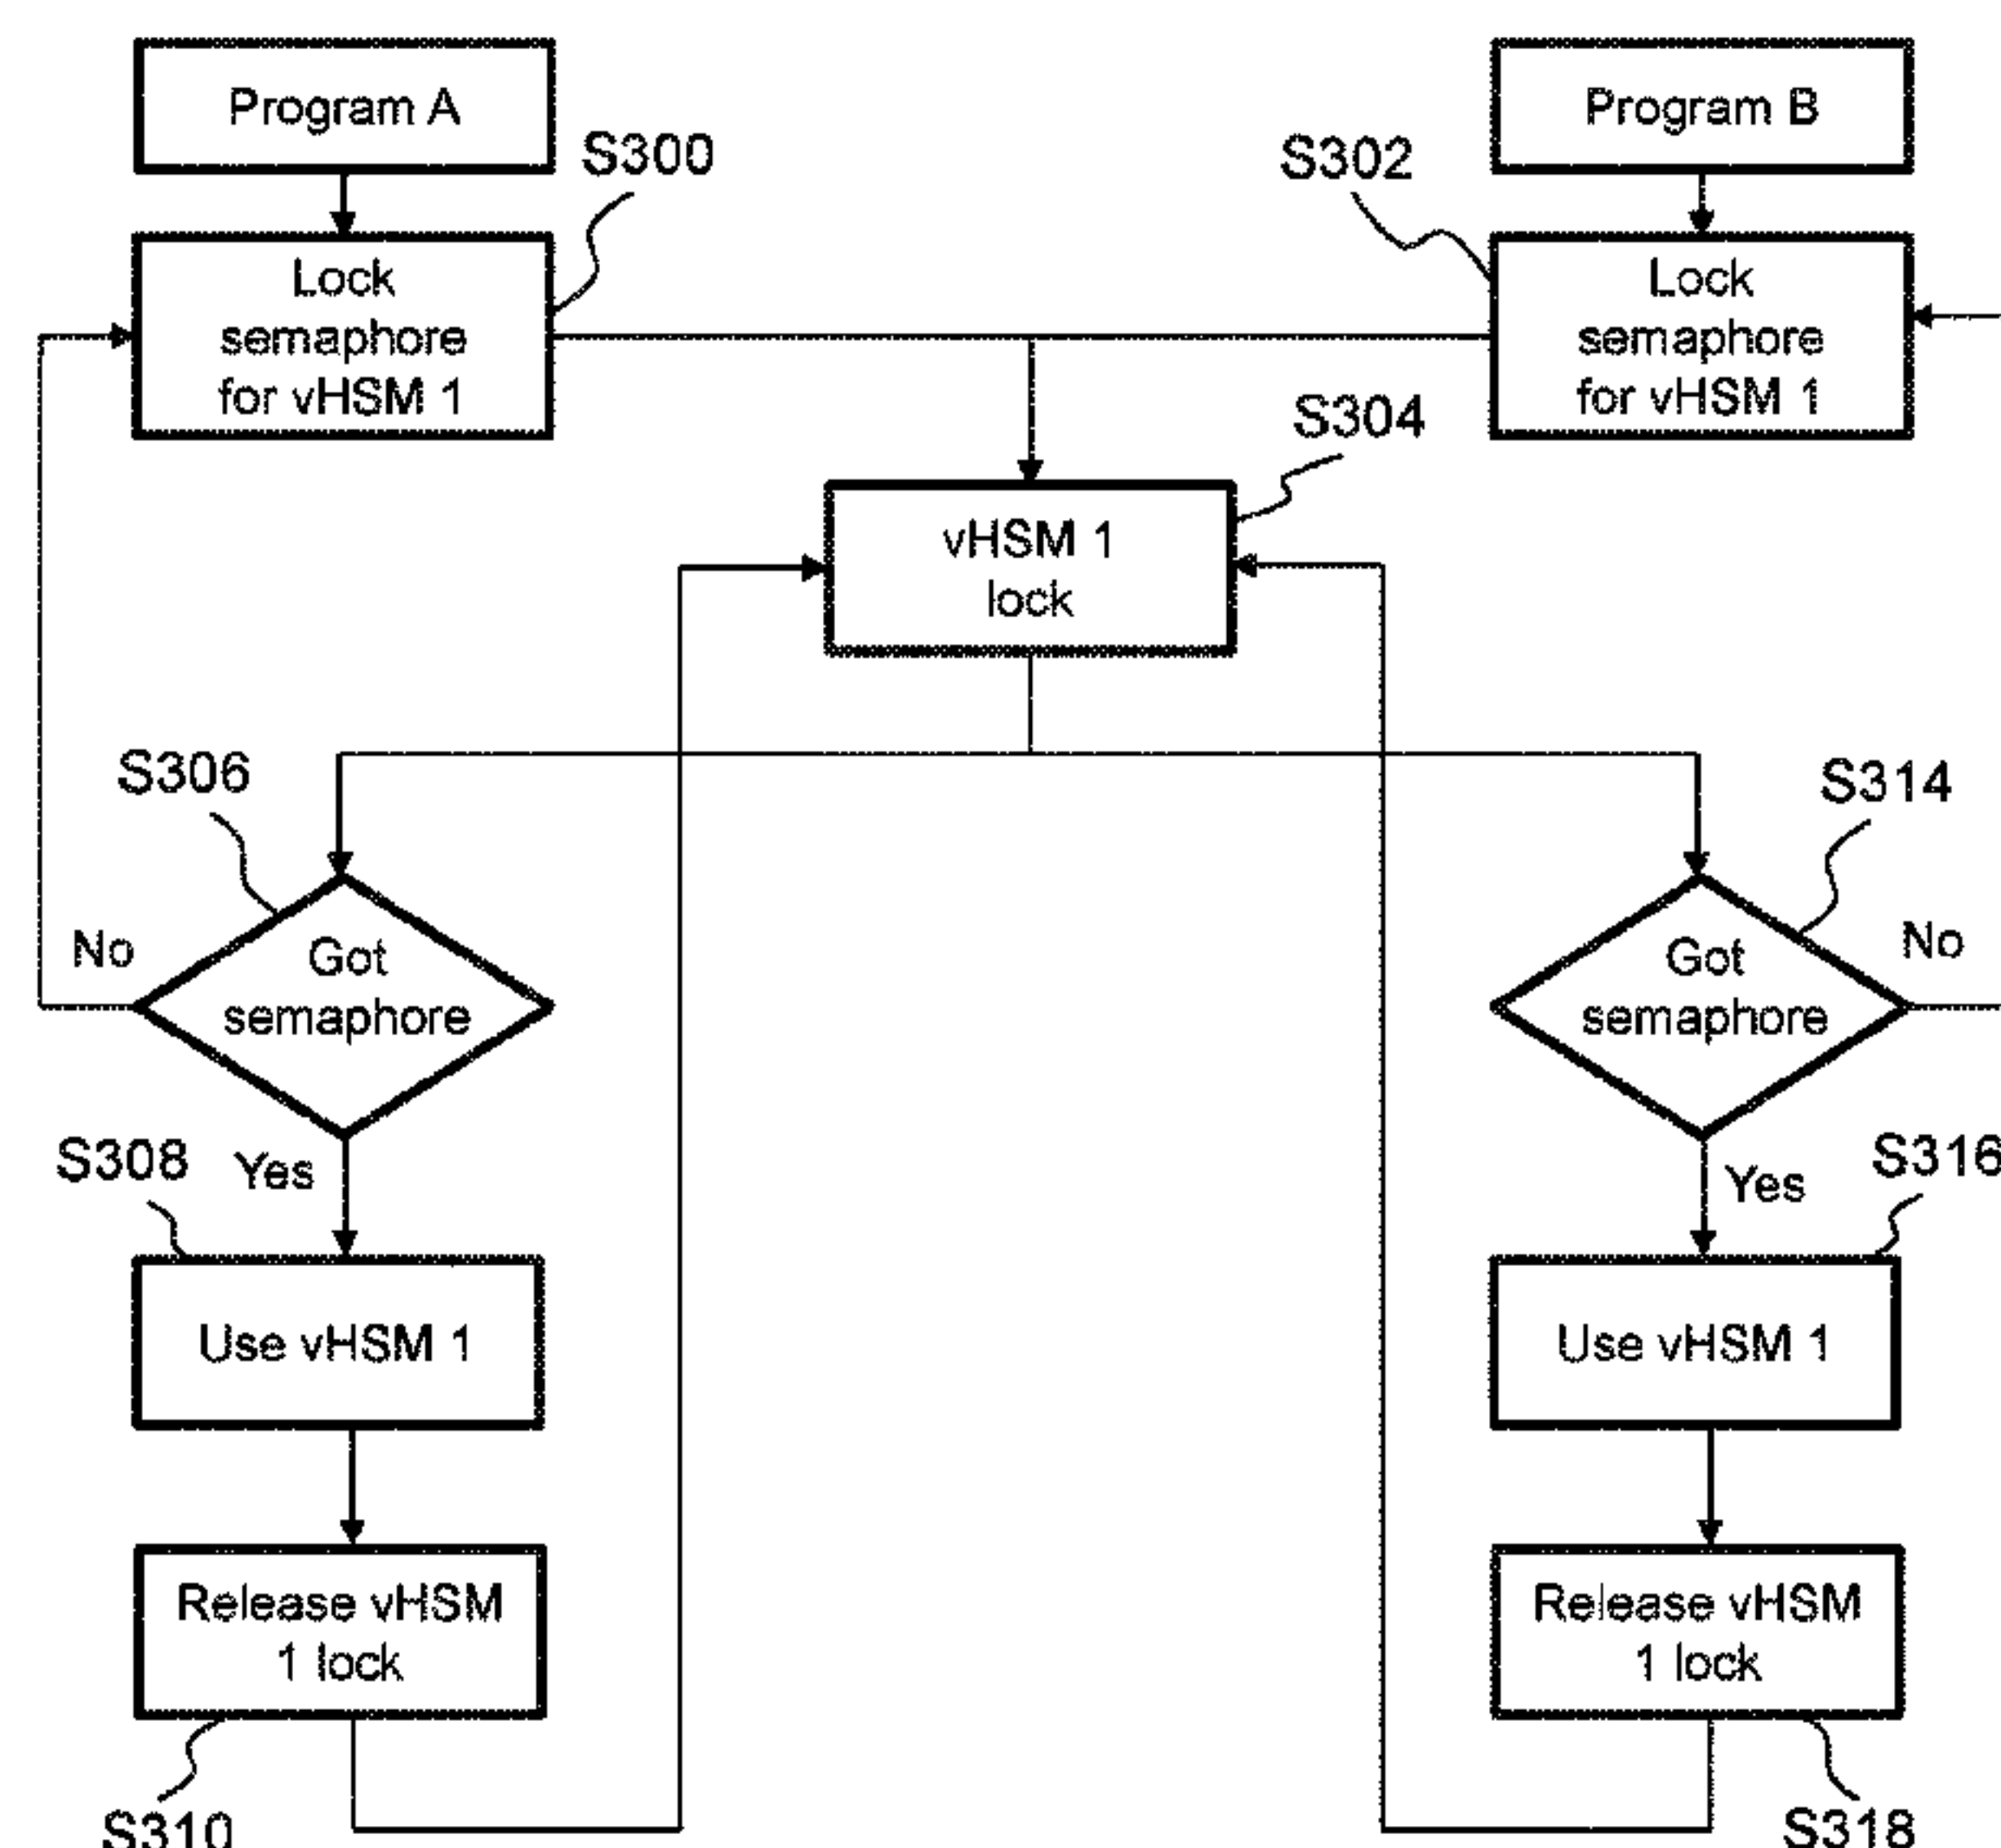 Program A
Program B
S300
S302
Lock
semaphore
for vHSM 1
Lock
semaphore
for vHSM 1
S304
vHSM 1
lock
S306
S314
No
Got
semaphore
Got
semaphore
No
S308
Yes
Yes
S316
Use vHSM 1
Use vHSM 1
Release vHSM
1 lock
Release vHSM
1 lock
S310
S318